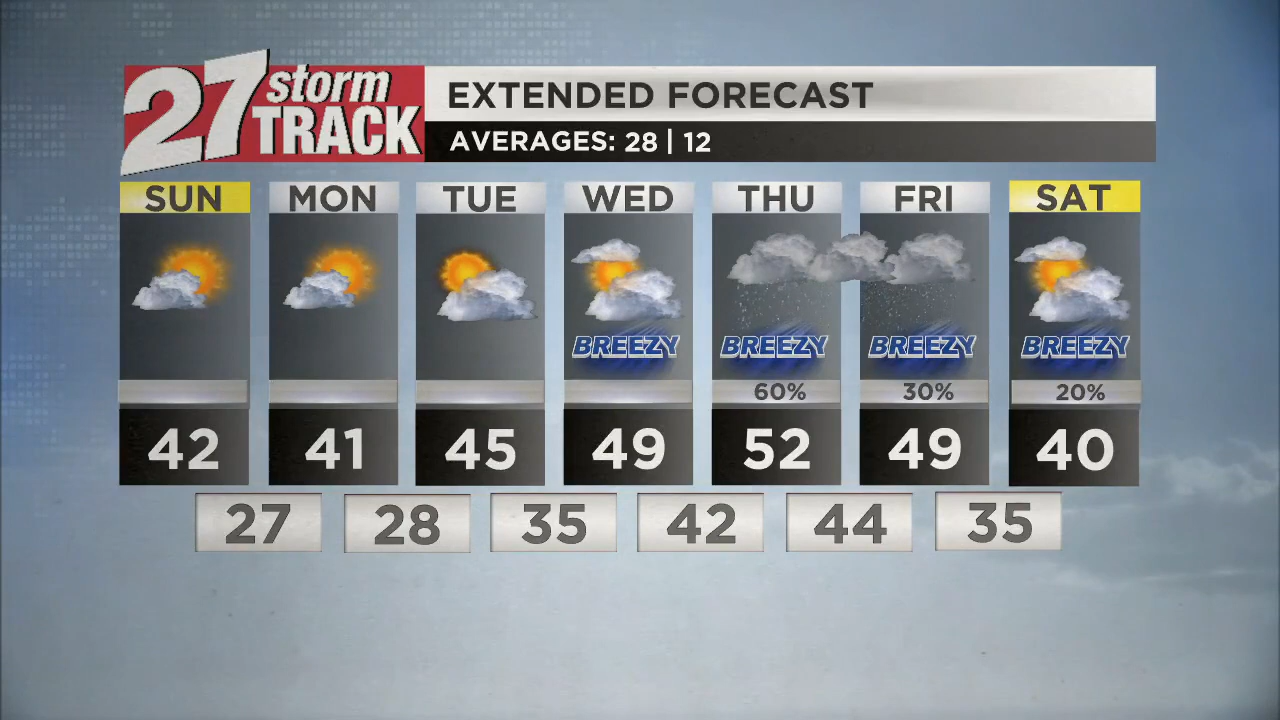 27 storm TRACK
EXTENDED FORECAST
AVERAGES: 28 | 12
SUN MON TUE WED THU FRI SAT
BREEZY BREEZY BREEZY BREEZY
60% 30% 20%
42 41 45 49 52 49 40
27 28 35 42 44 35